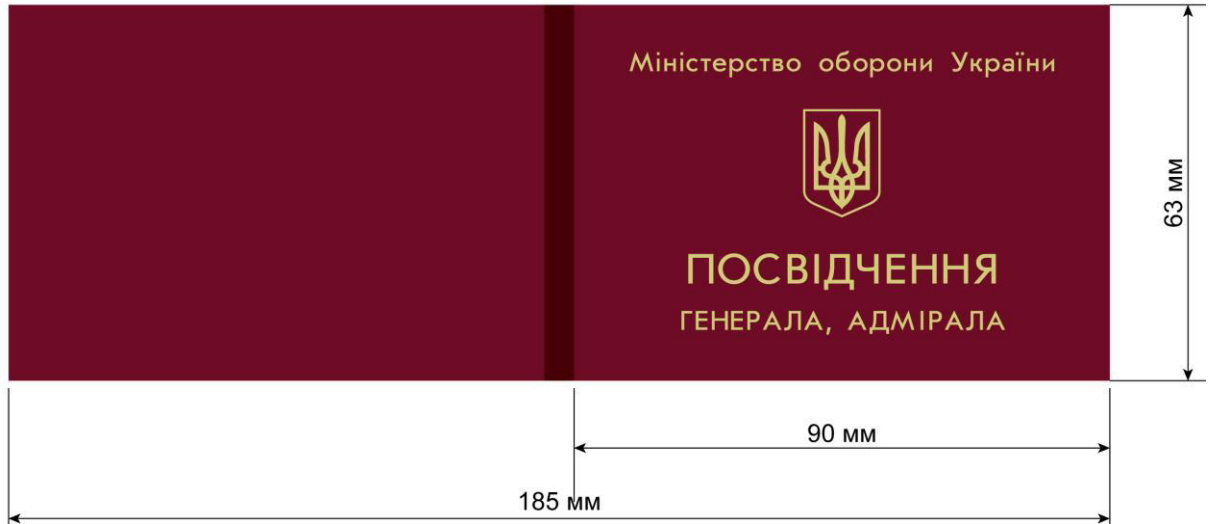 Міністерство оборони України
ПОСВІДЧЕННЯ
ГЕНЕРАЛА, АДМІРАЛА
63 мм
90 мм
185 мм